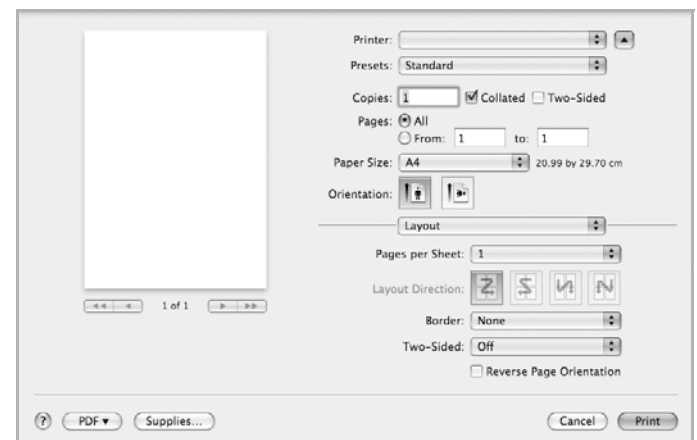 Printer:
Presets: Standard
Copies: 1 Collated Two-Sided
Pages: All
From: 1 to: 1
Paper Size: A4 20.99 by 29.70 cm
Orientation:
Layout
Pages per Sheet: 1
Layout Direction:
Border: None
Two-Sided: Off
Reverse Page Orientation
1 of 1
? PDF Supplies... Cancel Print